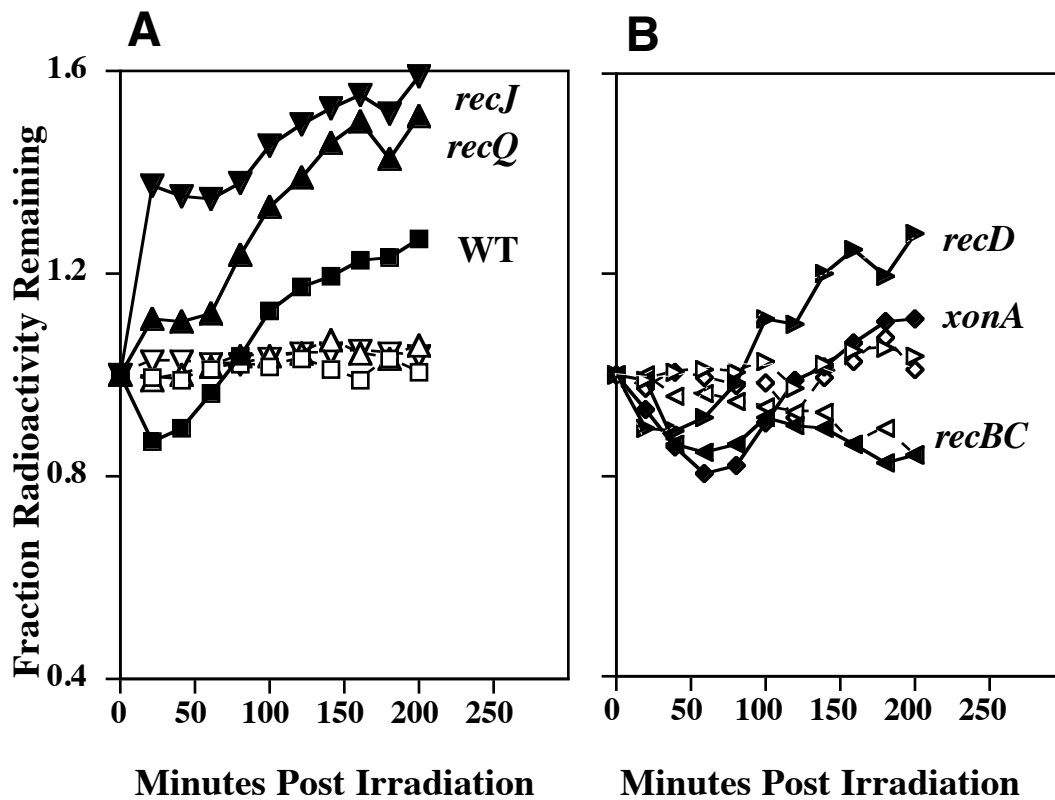 A
B
Fraction Radioactivity Remaining
1.6
1.2
0.8
0.4
recJ
recQ
WT
recD
xonA
recBC
0 50 100 150 200 250
0 50 100 150 200 250
Minutes Post Irradiation
Minutes Post Irradiation